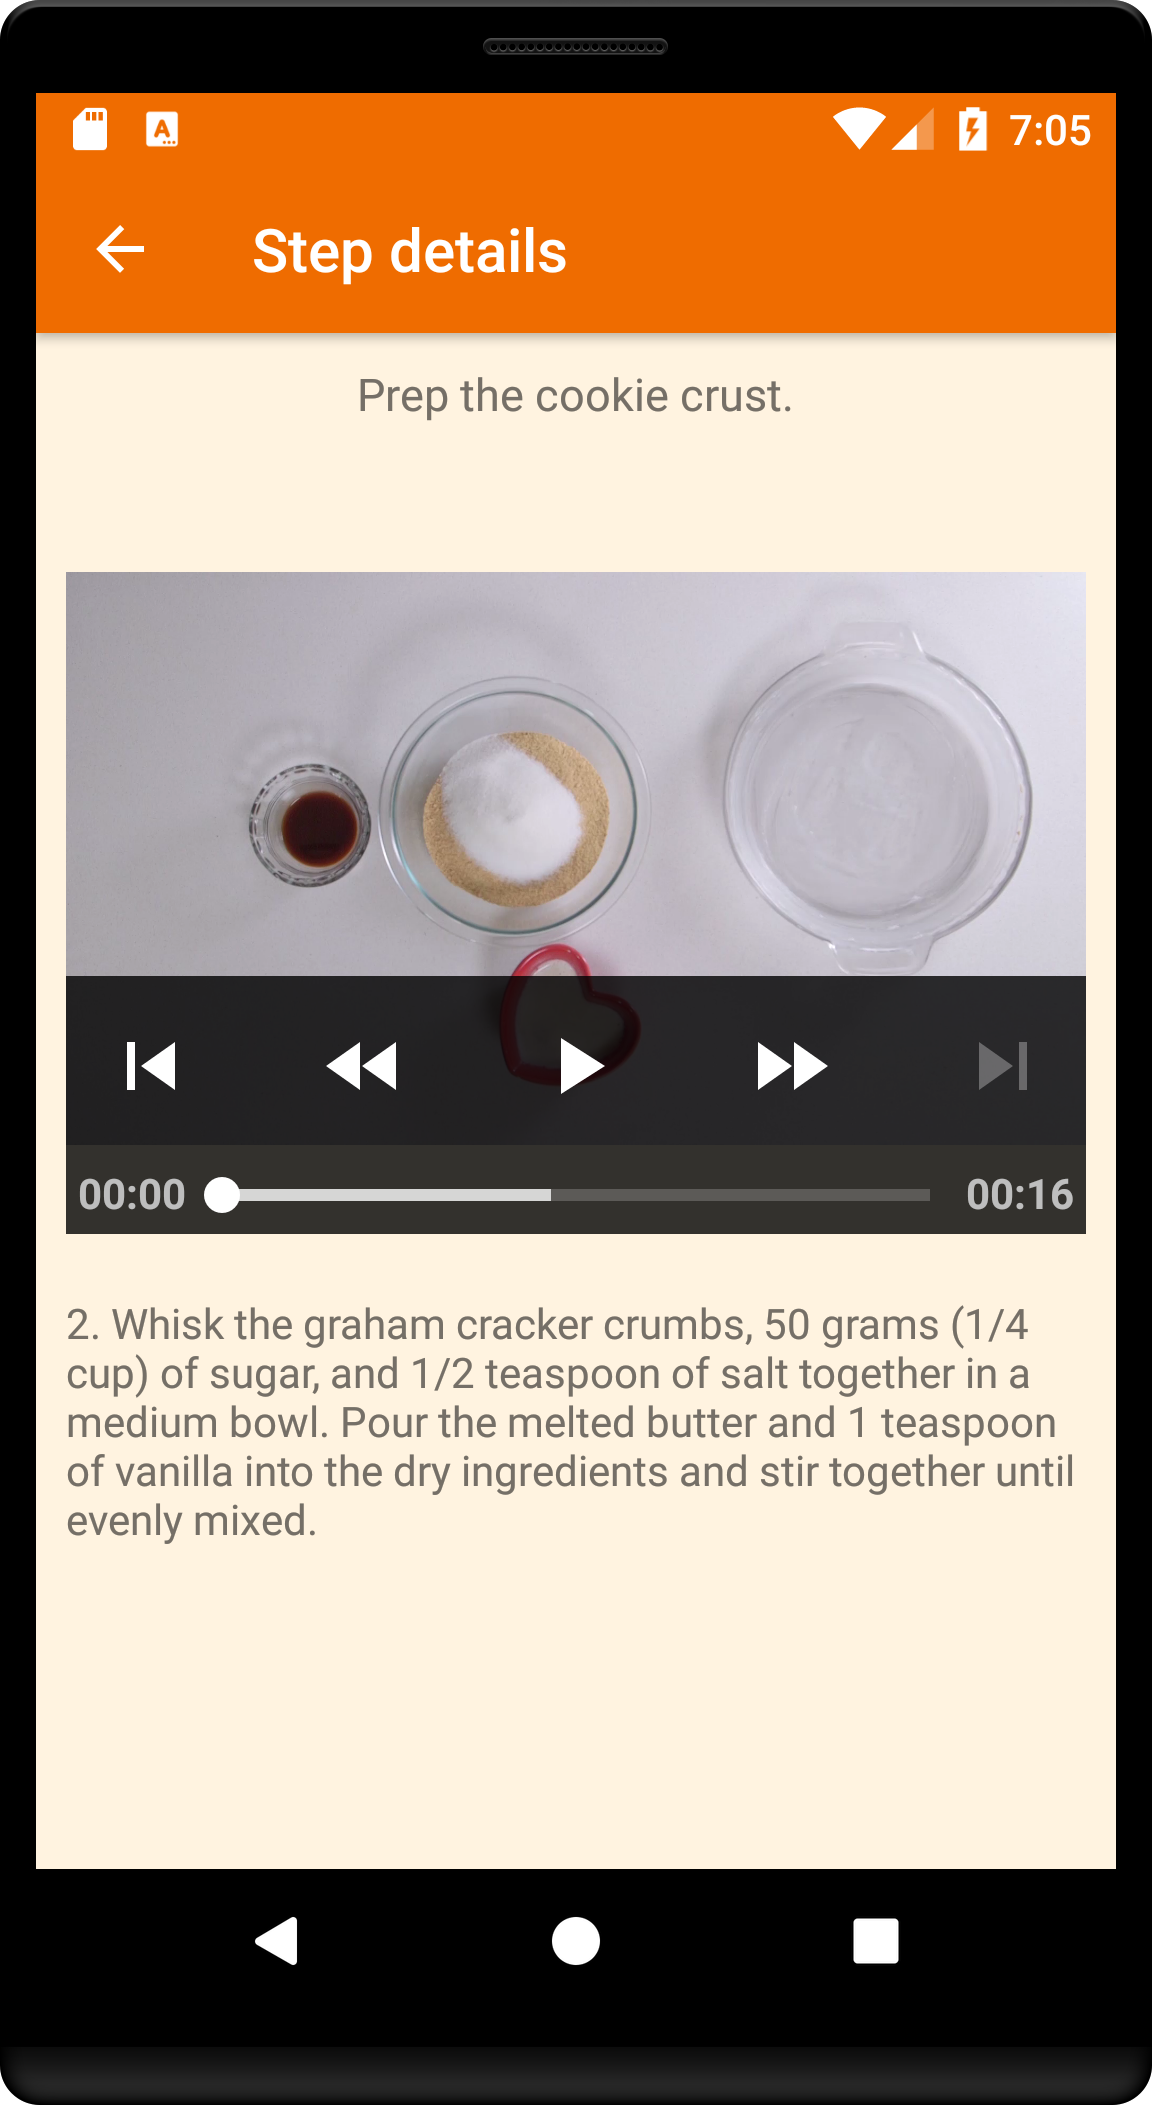 A
7:05
Step details
Prep the cookie crust.
00:00
00:16
2. Whisk the graham cracker crumbs, 50 grams (1/4
cup) of sugar, and 1/2 teaspoon of salt together in a
medium bowl. Pour the melted butter and 1 teaspoon
of vanilla into the dry ingredients and stir together until
evenly mixed.